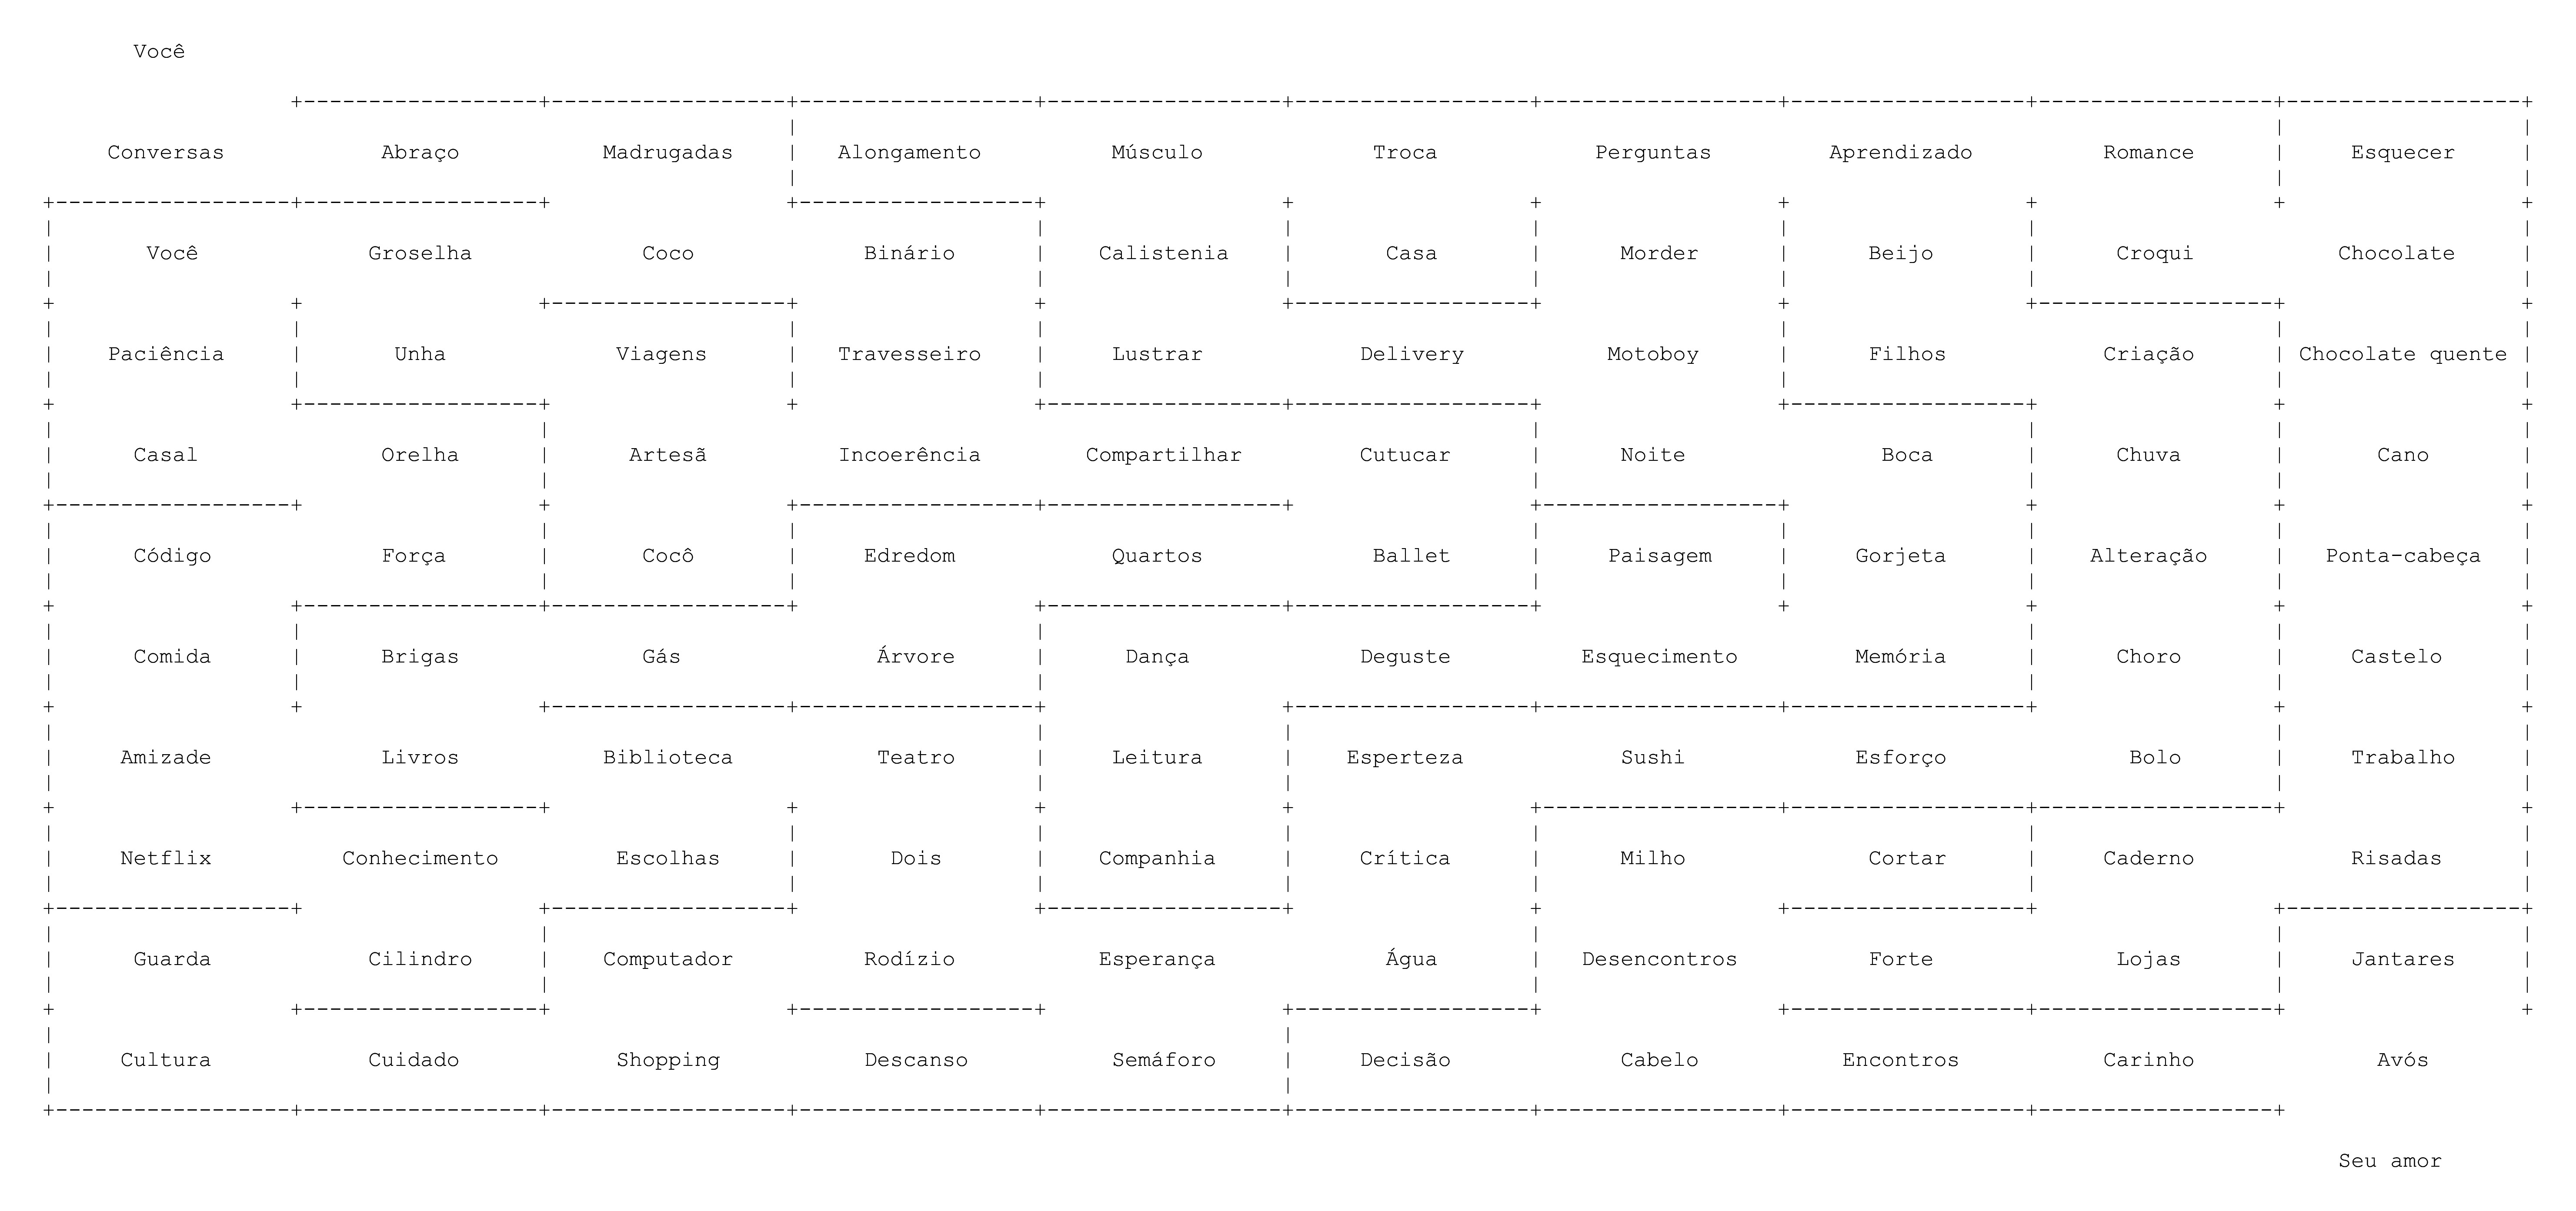 Você
Conversas Abraço Madrugadas Alongamento Músculo Troca Perguntas Aprendizado Romance Esquecer
Você Groselha Coco Binário Calistenia Casa Morder Beijo Croqui Chocolate
Paciência Unha Viagens Travesseiro Lustrar Delivery Motoboy Filhos Criação Chocolate quente
Casal Orelha Artesã Incoerência Compartilhar Cutucar Noite Boca Chuva Cano
Código Força Cocô Edredom Quartos Ballet Paisagem Gorjeta Alteração Ponta-cabeça
Comida Brigas Gás Árvore Dança Deguste Esquecimento Memória Choro Castelo
Amizade Livros Biblioteca Teatro Leitura Esperteza Sushi Esforço Bolo Trabalho
Netflix Conhecimento Escolhas Dois Companhia Crítica Milho Cortar Caderno Risadas
Guarda Cilindro Computador Rodízio Esperança Água Desencontros Forte Lojas Jantares
Cultura Cuidado Shopping Descanso Semáforo Decisão Cabelo Encontros Carinho Avós
Seu amor